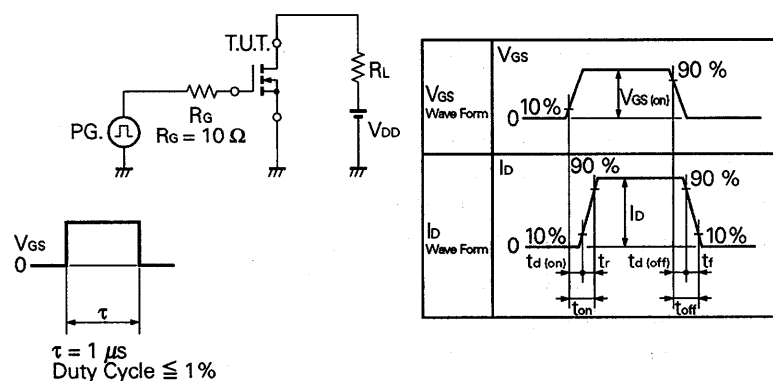 T.U.T.
RL
RG
PG.
RG = 10 Ω
VDD
VGS
0
τ
τ = 1 μs
Duty Cycle ≦ 1%
VGS
Wave Form
VGS
90 %
10%
VGS (on)
0
ID
Wave Form
ID
90 %
90 %
ID
10%
10%
0
td (on)
tr
td (off)
tf
ton
toff